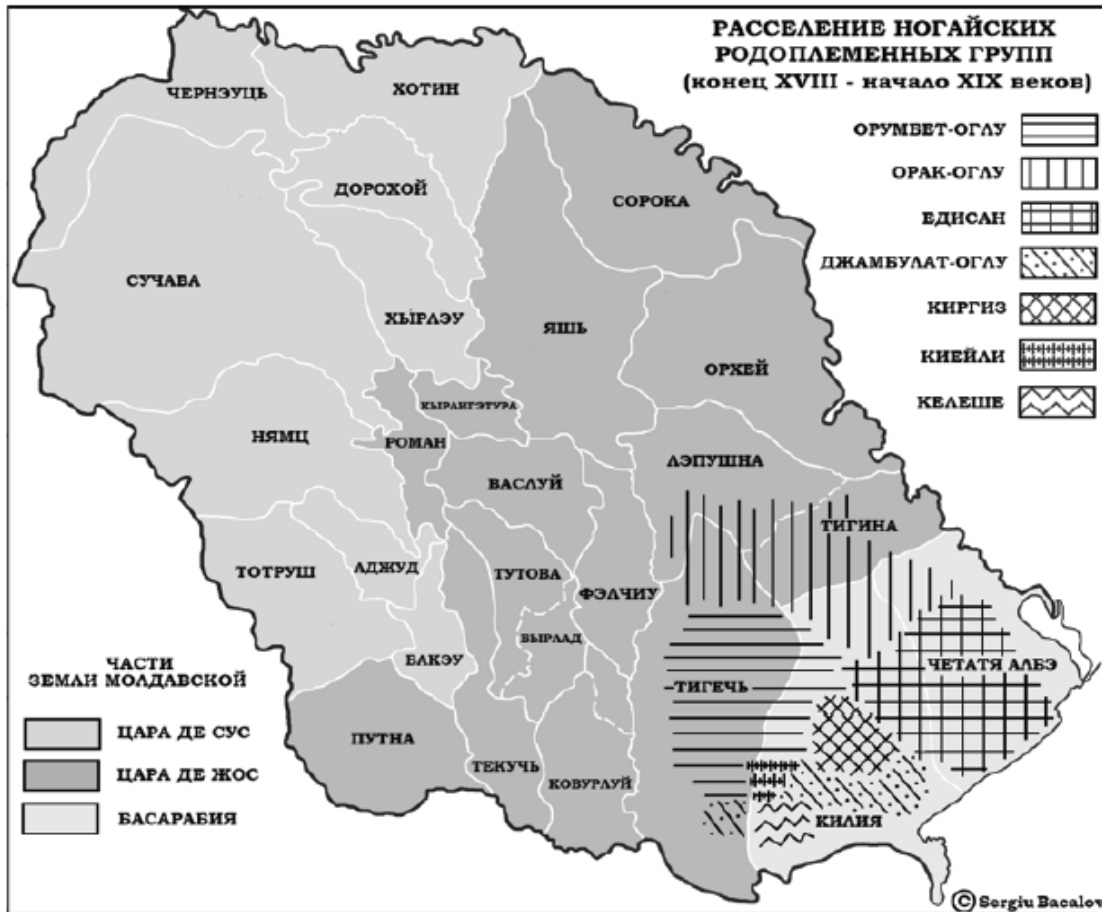 РАССЕЛЕНИЕ НОГАЙСКИХ
РОДОПЛЕМЕННЫХ ГРУПП
(конец XVIII - начало XIX веков)
ОРУМБЕТ-ОГЛУ
ОРАК-ОГЛУ
ЕДИСАН
ДЖАМБУЛАТ-ОГЛУ
КИРГИЗ
КИЕЙЛИ
КЕЛЕШЕ
ЧЕРНЭУЦЬ
ХОТИН
ДОРОХОЙ
СОРОКА
СУЧАВА
ХЫРЛЭУ
ЯШЬ
ОРХЕЙ
КЫРЛИГЭТУРА
НЯМЦ
РОМАН
ЛЭПУШНА
ВАСЛУЙ
ТИГИНА
ТОТРУШ
АДЖУД
ТУТОВА
ФЭЛЧИУ
БЫРЛАД
БАКЭУ
ЧЕТАТЯ АЛБЭ
ТИГЕЧЬ
ПУТНА
ТЕКУЧЬ
КОВУРЛУЙ
КИЛИЯ
ЧАСТИ
ЗЕМЛИ МОЛДАВСКОЙ
ЦАРА ДЕ СУС
ЦАРА ДЕ ЖОС
БАСАРАБИЯ
© Sergiu Bacalov